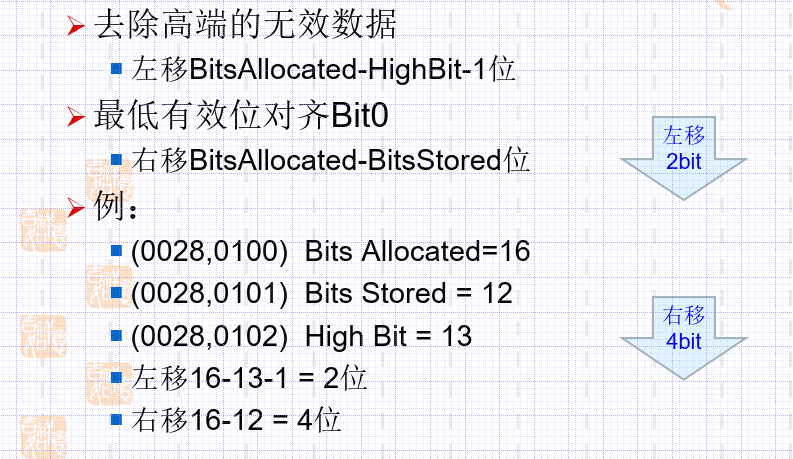 去除高端的无效数据
左移BitsAllocated-HighBit-1位
最低有效位对齐Bit0
右移BitsAllocated-BitsStored位
例：
(0028,0100) Bits Allocated=16
(0028,0101) Bits Stored = 12
(0028,0102) High Bit = 13
左移16-13-1 = 2位
右移16-12 = 4位
左移
2bit
右移
4bit